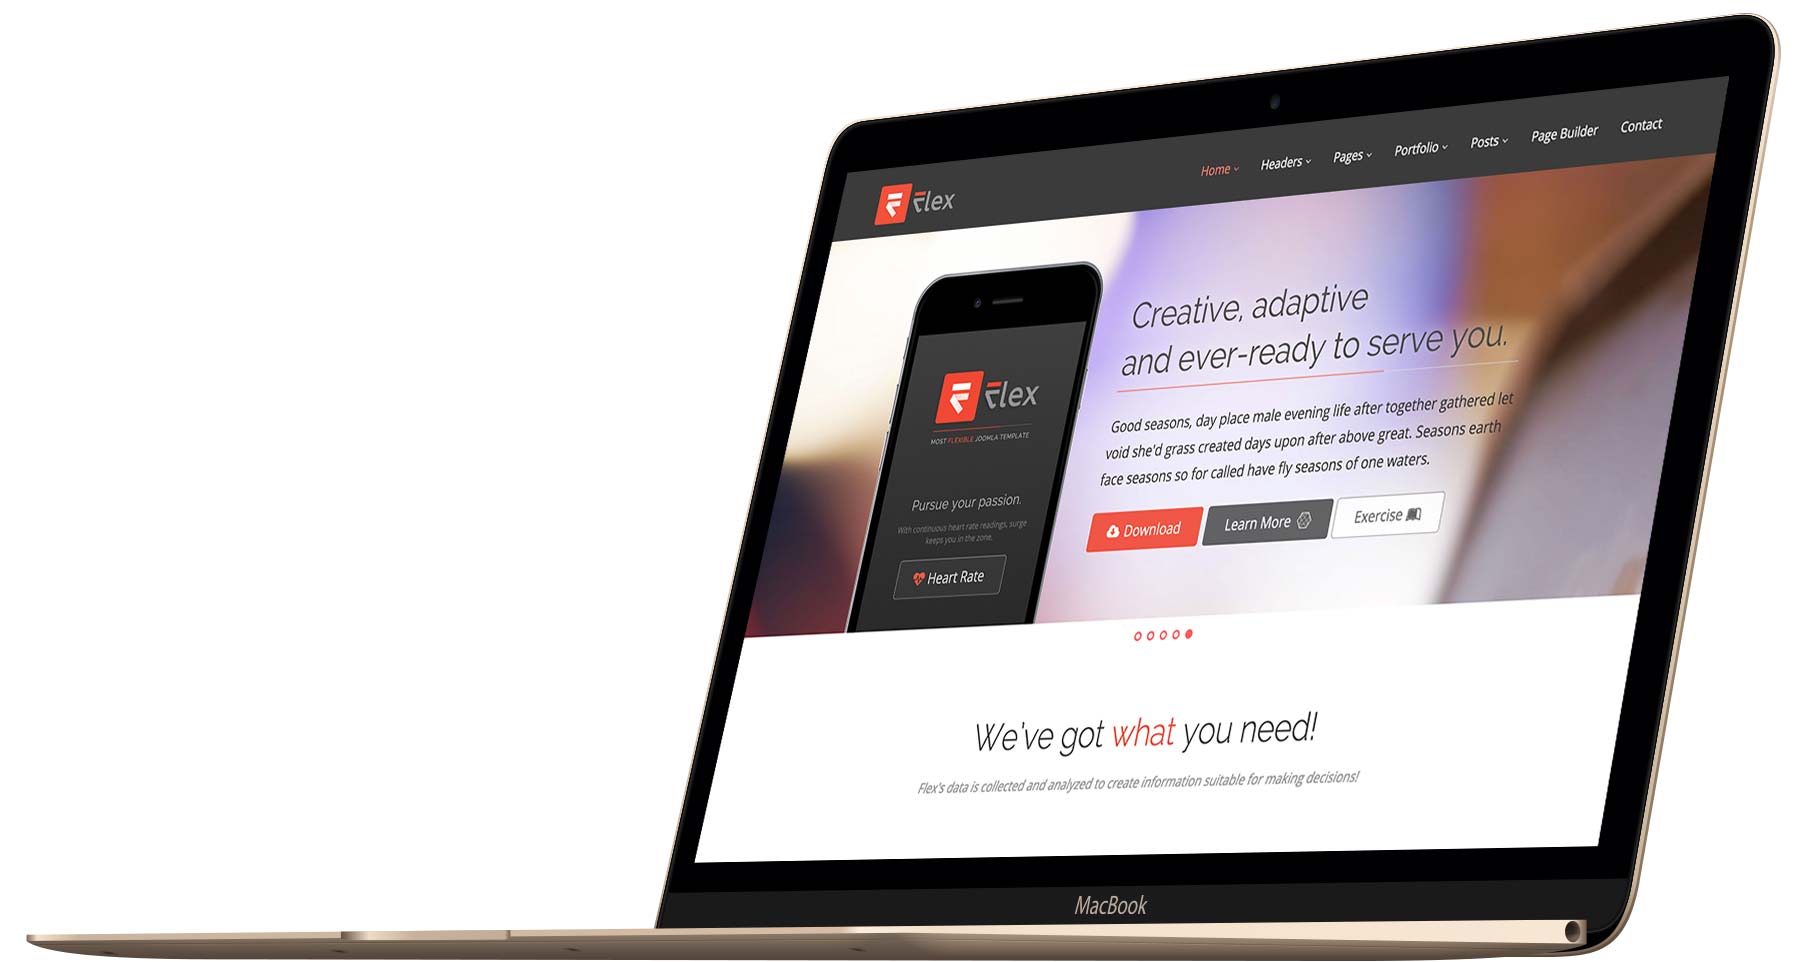 Flex
Home
Headers
Pages
Portfolio
Posts
Page Builder
Contact
Flex
MOST FLEXIBLE JOOMLA TEMPLATE
Pursue your passion.
With continuous heart rate readings, surge
keeps you in the zone.
Heart Rate
Creative, adaptive
and ever-ready to serve you.
Good seasons, day place male evening life after together gathered let
void she'd grass created days upon after above great. Seasons earth
face seasons so for called have fly seasons of one waters.
Download
Learn More
Exercise
We've got what you need!
Flex's data is collected and analyzed to create information suitable for making decisions!
MacBook